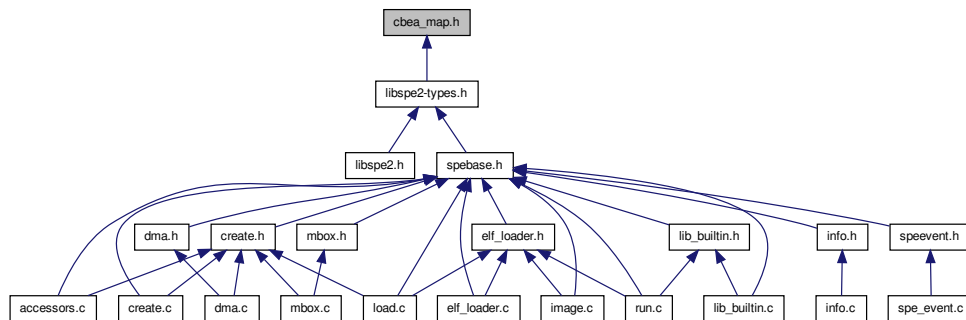 cbea_map.h
libspe2-types.h
libspe2.h
spebase.h
dma.h
create.h
mbox.h
elf_loader.h
lib_builtin.h
info.h
speevent.h
accessors.c
create.c
dma.c
mbox.c
load.c
elf_loader.c
image.c
run.c
lib_builtin.c
info.c
spe_event.c